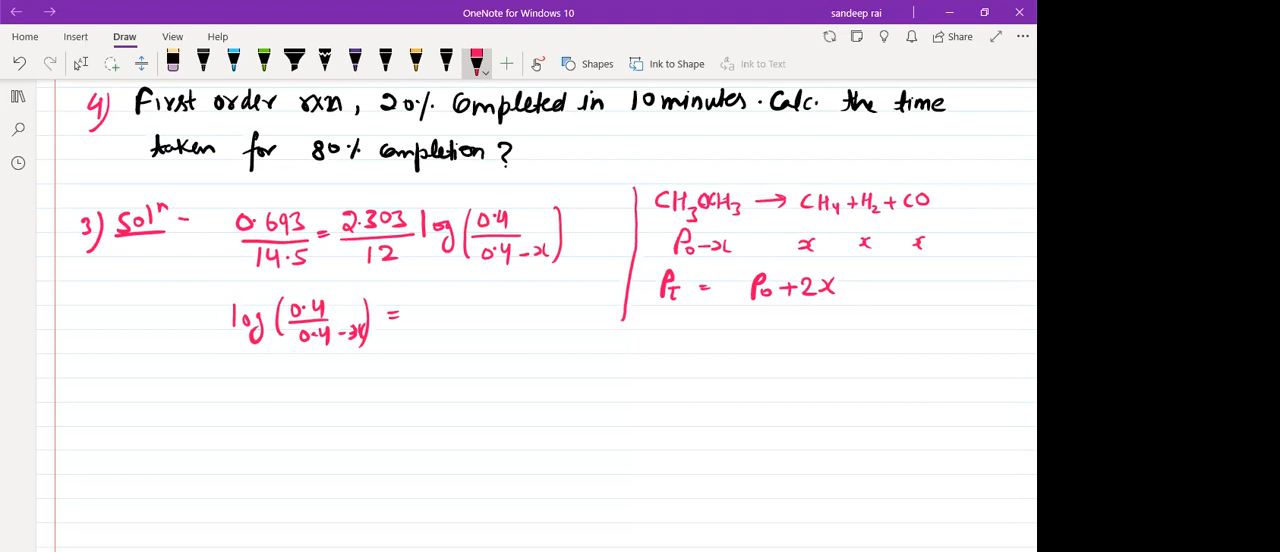 OneNote for Windows 10
sandeep rai
Home Insert Draw View Help
Share
Shapes Ink to Shape Ink to Text
4) First order rxn, 20% Completed in 10 minutes. Calc. the time
taken for 80% completion?
3) Solⁿ - 0.693/14.5 = 2.303/12 log(0.4/0.4-x)
log(0.4/0.4-x) =
CH₃OCH₃ → CH₄ + H₂ + CO
P₀-x x x x
P_T = P₀ + 2x